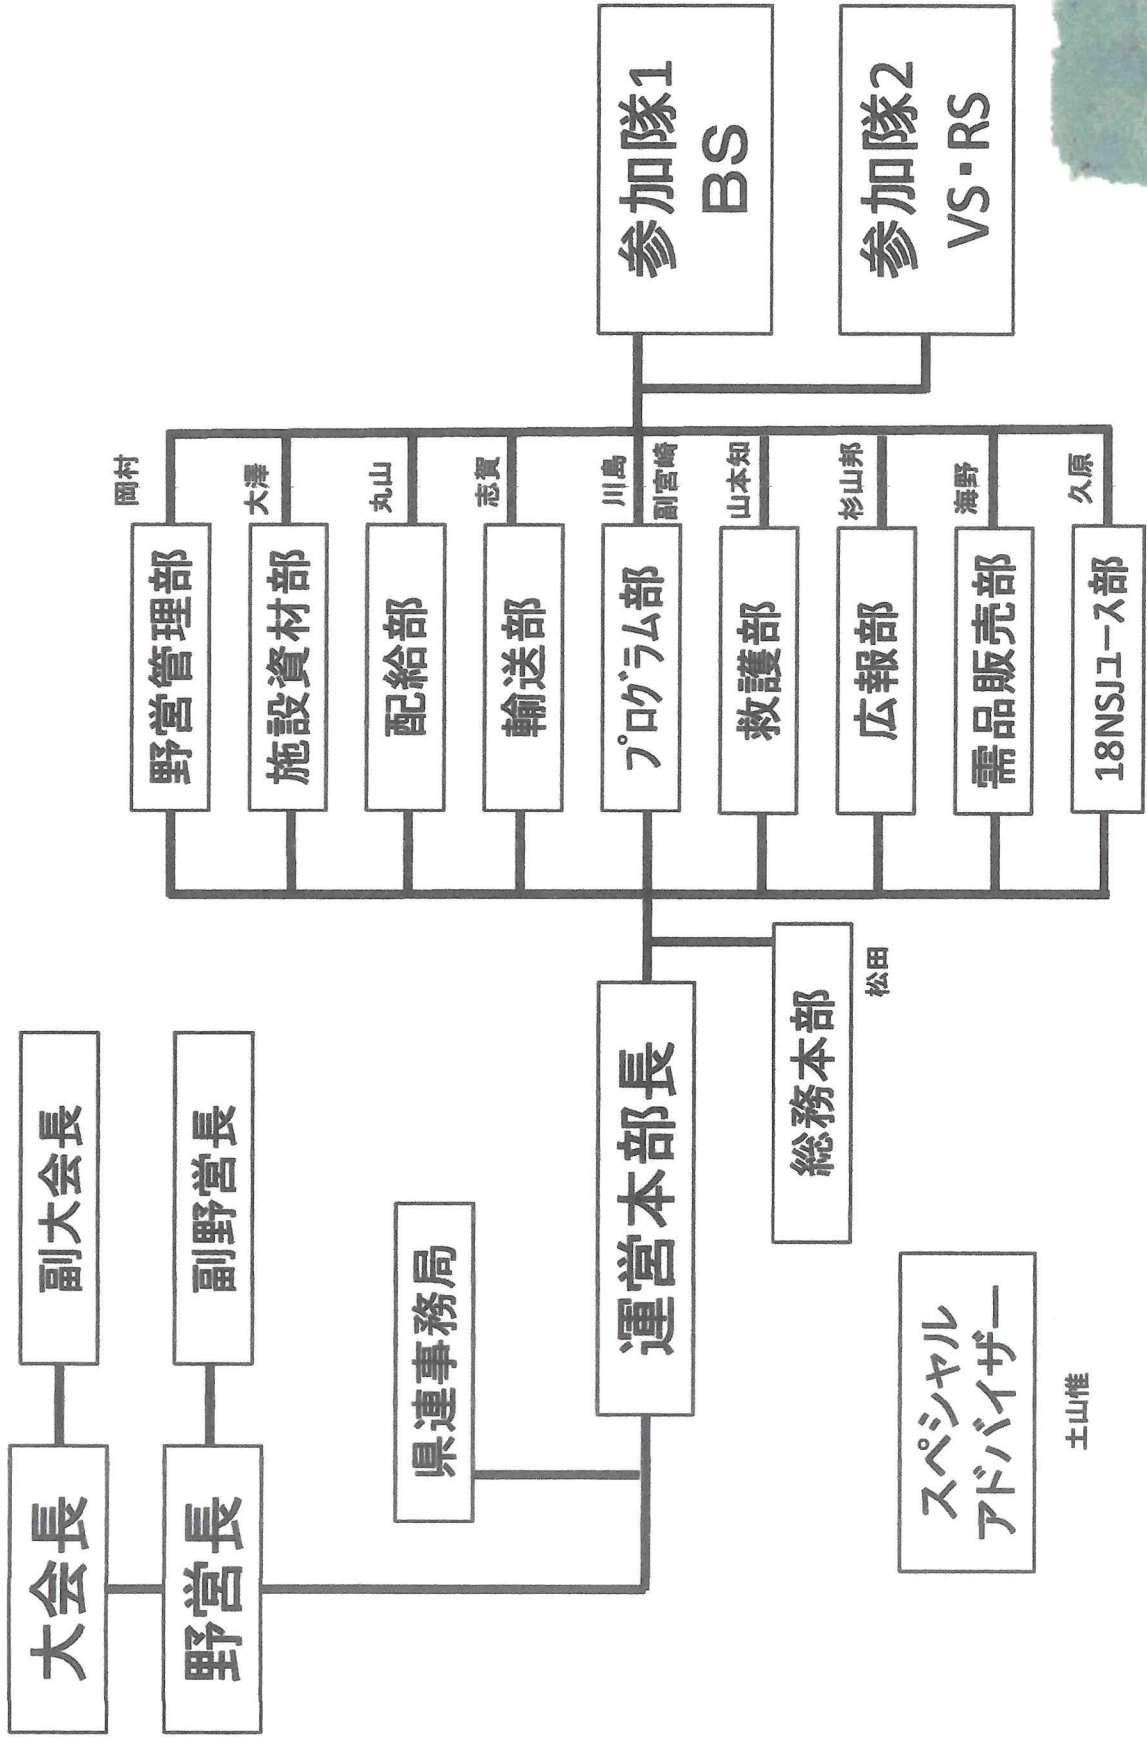 大会長
副大会長
野営長
副野営長
県連事務局
運営本部長
総務本部
松田
スペシャル
アドバイザー
土山惟
野営管理部
岡村
施設資材部
大澤
配給部
丸山
輸送部
志賀
プログラム部
川島
副宮崎
救護部
山本知
広報部
杉山邦
需品販売部
海野
18NSJユース部
久原
参加隊1
BS
参加隊2
VS・RS